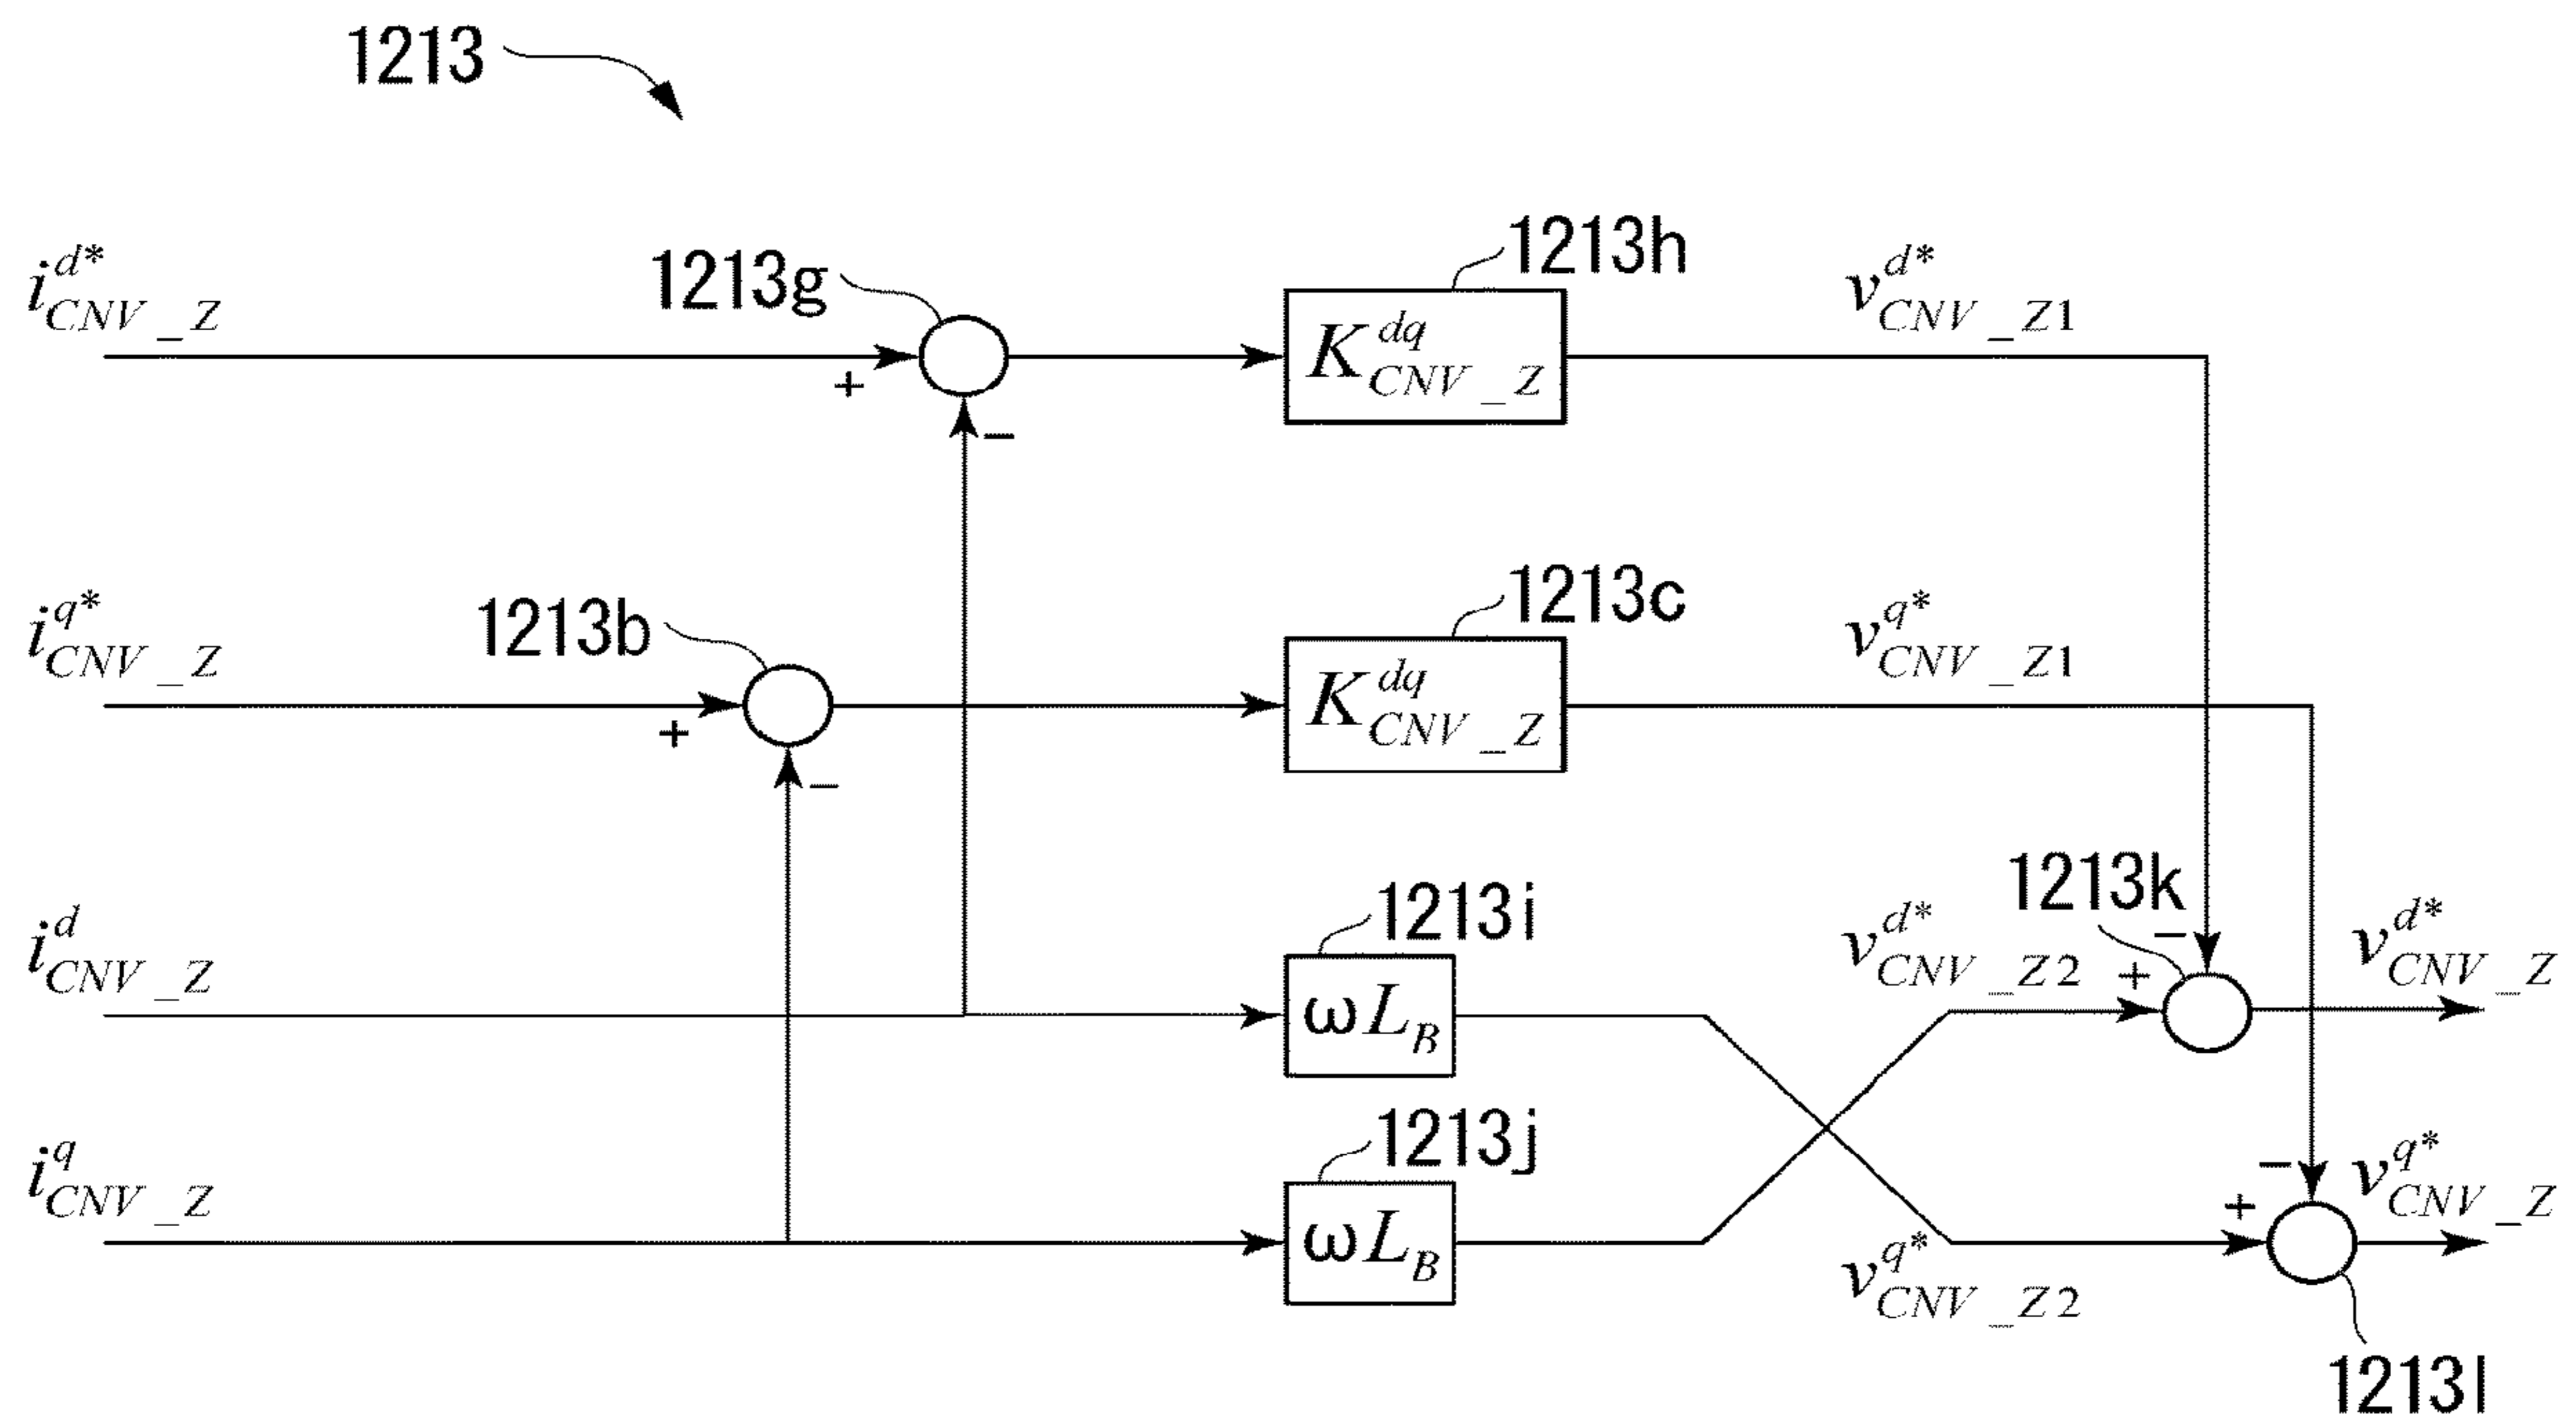 1213
1213h
i^{d*}_{CNV_Z}
1213g
K^{dq}_{CNV_Z}
v^{d*}_{CNV_Z1}
+
−
1213c
i^{q*}_{CNV_Z}
1213b
K^{dq}_{CNV_Z}
v^{q*}_{CNV_Z1}
+
−
1213i
1213k
i^{d}_{CNV_Z}
ωL_B
v^{d*}_{CNV_Z2}
−
+
v^{d*}_{CNV_Z}
1213j
i^{q}_{CNV_Z}
ωL_B
v^{q*}_{CNV_Z2}
−
+
v^{q*}_{CNV_Z}
1213l